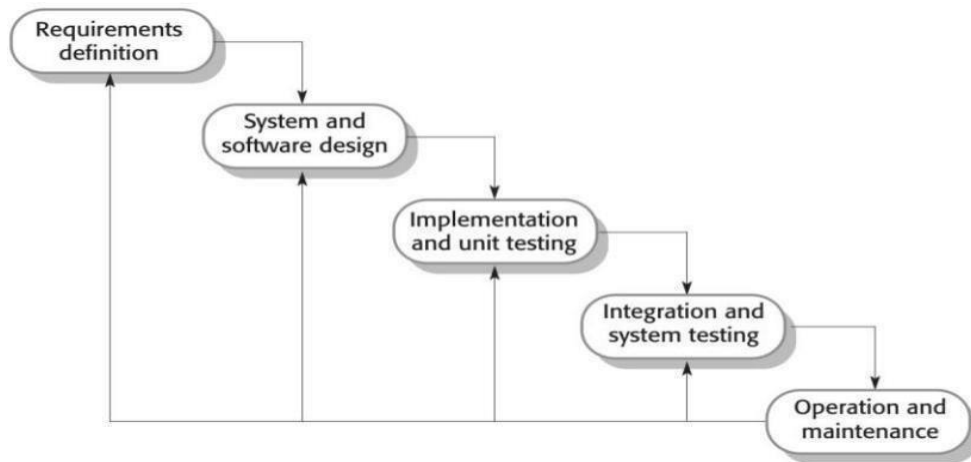 Requirements
definition
System and
software design
Implementation
and unit testing
Integration and
system testing
Operation and
maintenance